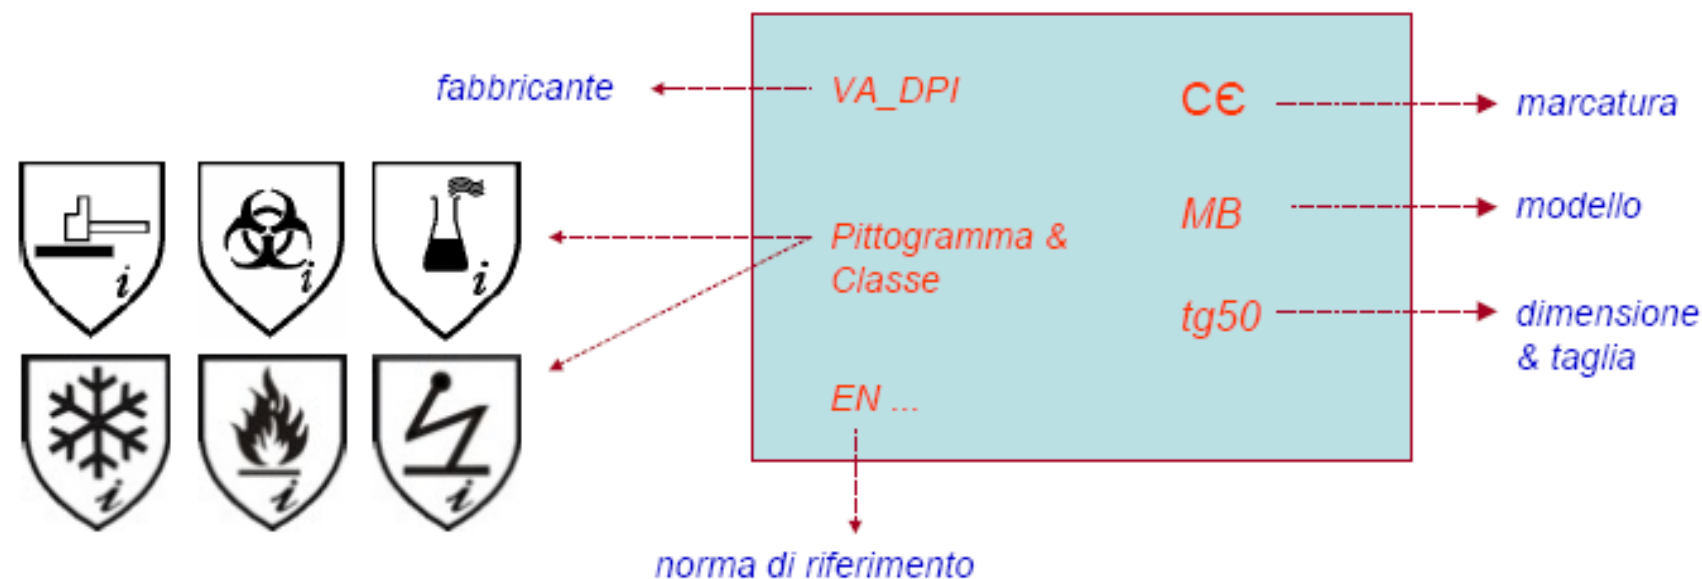 fabbricante
VA_DPI
CE
marcatura
i
i
i
Pittogramma &
Classe
MB
modello
tg50
dimensione
& taglia
i
i
i
EN ...
norma di riferimento